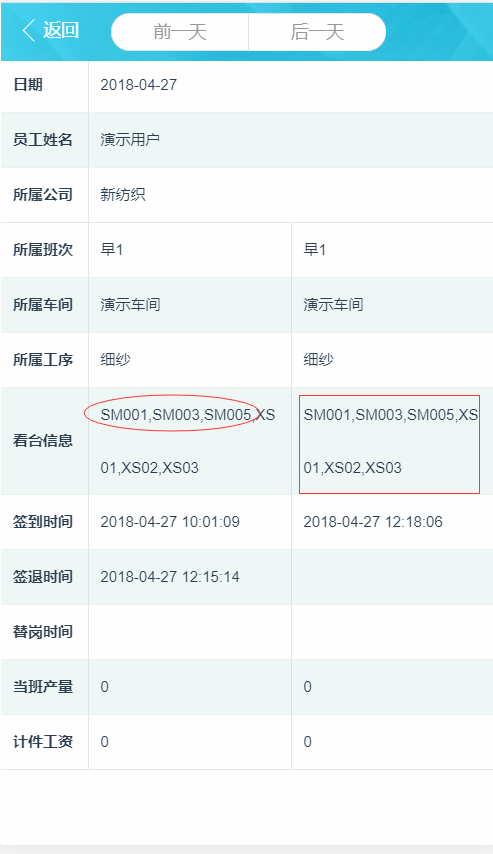 返回 前一天 后一天
日期 2018-04-27
员工姓名 演示用户
所属公司 新纺织
所属班次 早1 早1
所属车间 演示车间 演示车间
所属工序 细纱 细纱
看台信息 SM001,SM003,SM005,XS SM001,SM003,SM005,XS
01,XS02,XS03 01,XS02,XS03
签到时间 2018-04-27 10:01:09 2018-04-27 12:18:06
签退时间 2018-04-27 12:15:14
替岗时间
当班产量 0 0
计件工资 0 0